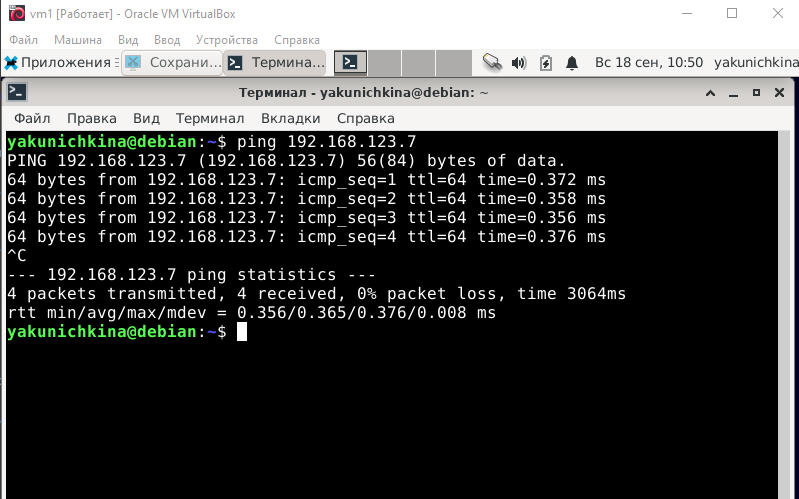 vm1 [Работает] - Oracle VM VirtualBox
Файл Машина Вид Ввод Устройства Справка
Приложения Сохрани... Термина... Вс 18 сен, 10:50 yakunichkina
Терминал - yakunichkina@debian: ~
Файл Правка Вид Терминал Вкладки Справка
yakunichkina@debian:~$ ping 192.168.123.7
PING 192.168.123.7 (192.168.123.7) 56(84) bytes of data.
64 bytes from 192.168.123.7: icmp_seq=1 ttl=64 time=0.372 ms
64 bytes from 192.168.123.7: icmp_seq=2 ttl=64 time=0.358 ms
64 bytes from 192.168.123.7: icmp_seq=3 ttl=64 time=0.356 ms
64 bytes from 192.168.123.7: icmp_seq=4 ttl=64 time=0.376 ms
^C
--- 192.168.123.7 ping statistics ---
4 packets transmitted, 4 received, 0% packet loss, time 3064ms
rtt min/avg/max/mdev = 0.356/0.365/0.376/0.008 ms
yakunichkina@debian:~$